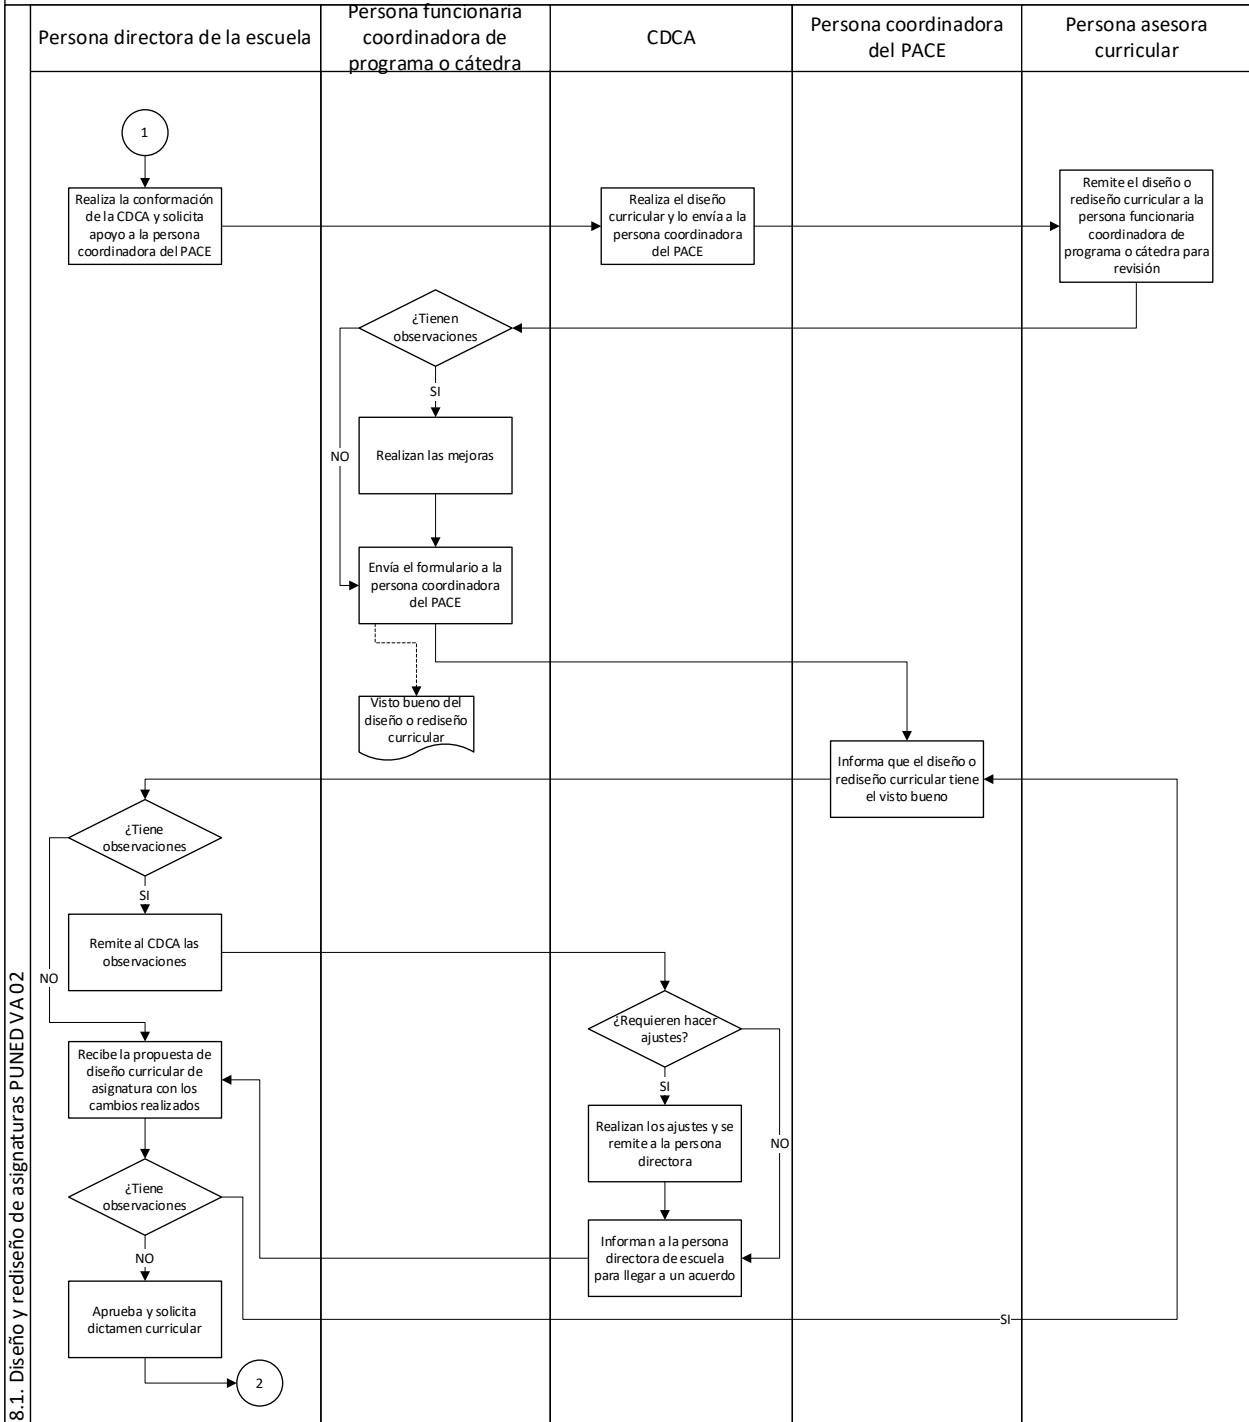 Persona directora de la escuela
Persona funcionaria
coordinadora de
programa o cátedra
CDCA
Persona coordinadora
del PACE
Persona asesora
curricular
8.1. Diseño y rediseño de asignaturas PUNED VA 02
1
Realiza la conformación
de la CDCA y solicita
apoyo a la persona
coordinadora del PACE
Realiza el diseño
curricular y lo envía a la
persona coordinadora
del PACE
Remite el diseño o
rediseño curricular a la
persona funcionaria
coordinadora de
programa o cátedra para
revisión
¿Tienen
observaciones
SI
NO
Realizan las mejoras
Envía el formulario a la
persona coordinadora
del PACE
Visto bueno del
diseño o rediseño
curricular
Informa que el diseño o
rediseño curricular tiene
el visto bueno
¿Tiene
observaciones
SI
NO
Remite al CDCA las
observaciones
¿Requieren hacer
ajustes?
SI
NO
Recibe la propuesta de
diseño curricular de
asignatura con los
cambios realizados
Realizan los ajustes y se
remite a la persona
directora
¿Tiene
observaciones
NO
SI
Informan a la persona
directora de escuela
para llegar a un acuerdo
Aprueba y solicita
dictamen curricular
2